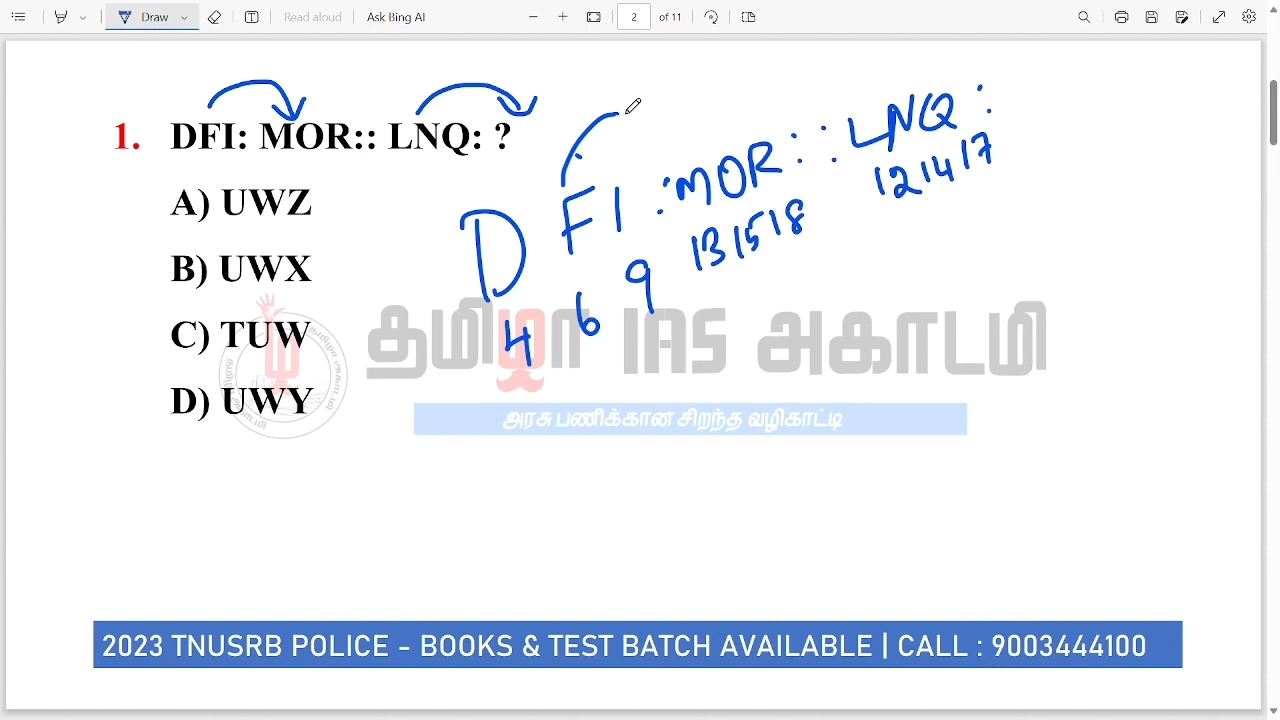 Draw
Read aloud
Ask Bing AI
2 of 11
1. DFI: MOR:: LNQ: ?
A) UWZ
B) UWX
C) TUW
D) UWY
D F I : MOR :: LNQ :
4 6 9 13 15 18 12 14 17
தமிழா IAS அகாடமி
அரசு பணிக்கான சிறந்த வழிகாட்டி
2023 TNUSRB POLICE - BOOKS & TEST BATCH AVAILABLE | CALL : 9003444100